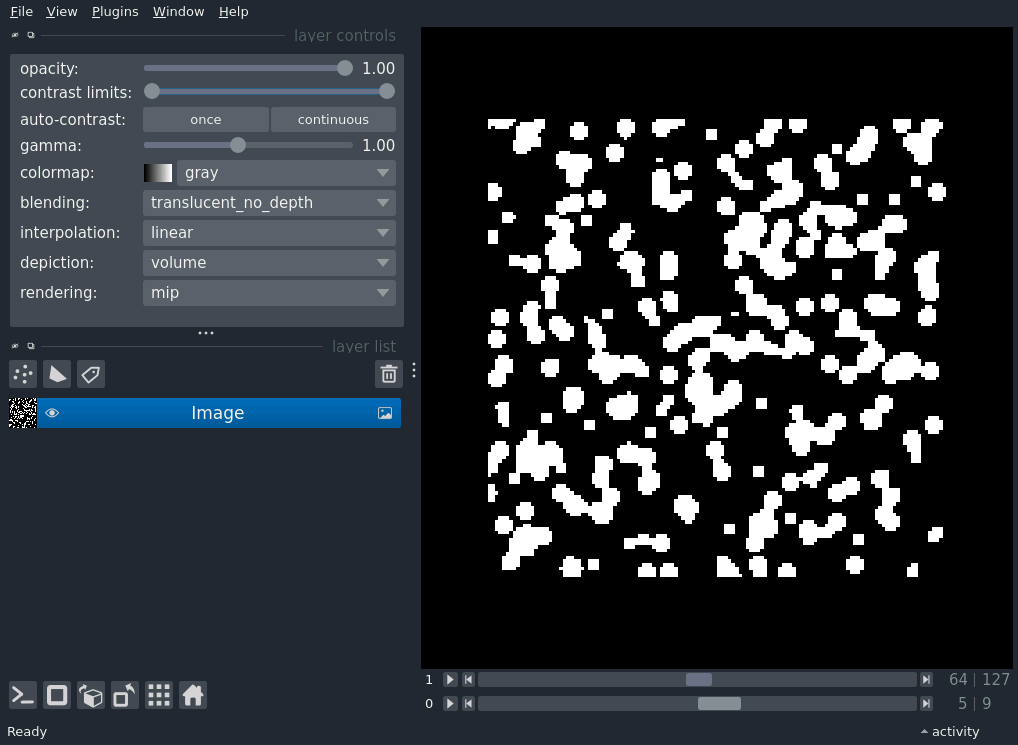 File View Plugins Window Help
layer controls
opacity: 1.00
contrast limits:
auto-contrast: once continuous
gamma: 1.00
colormap: gray
blending: translucent_no_depth
interpolation: linear
depiction: volume
rendering: mip
layer list
Image
1 64 | 127
0 5 | 9
Ready activity